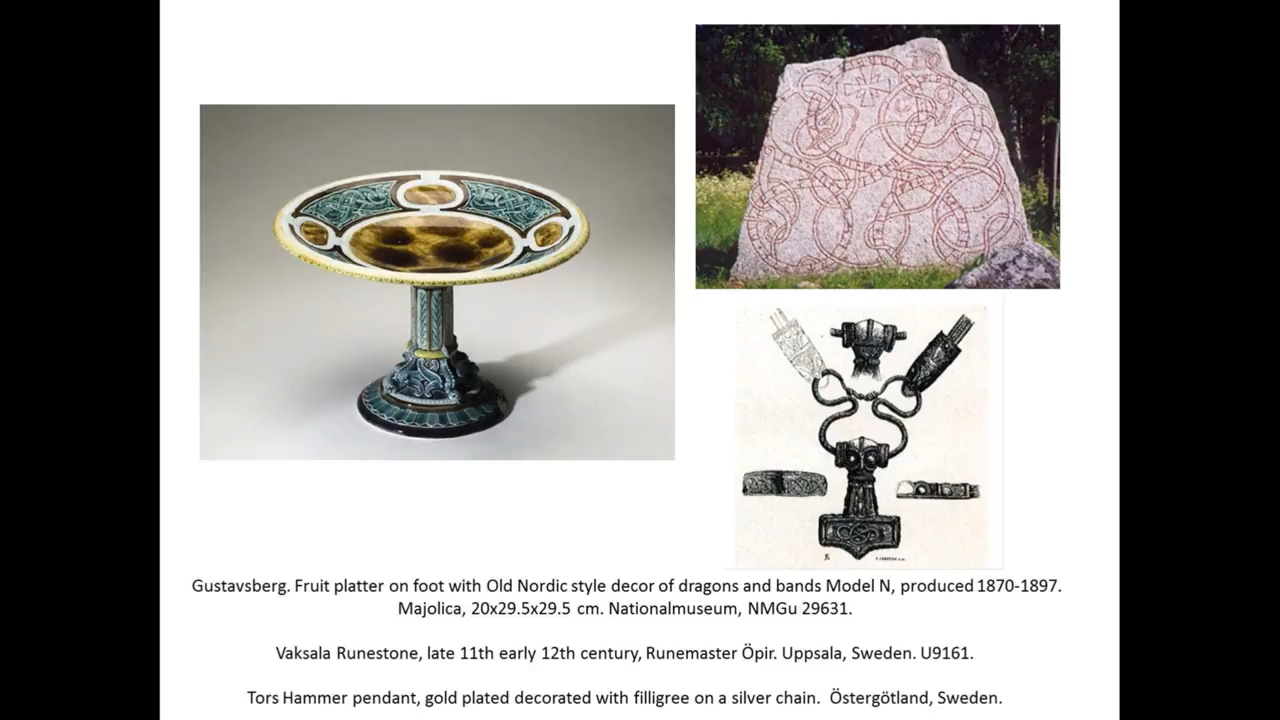 Gustavsberg. Fruit platter on foot with Old Nordic style decor of dragons and bands Model N, produced 1870-1897.
Majolica, 20x29.5x29.5 cm. Nationalmuseum, NMGu 29631.
Vaksala Runestone, late 11th early 12th century, Runemaster Öpir. Uppsala, Sweden. U9161.
Tors Hammer pendant, gold plated decorated with filligree on a silver chain. Östergötland, Sweden.